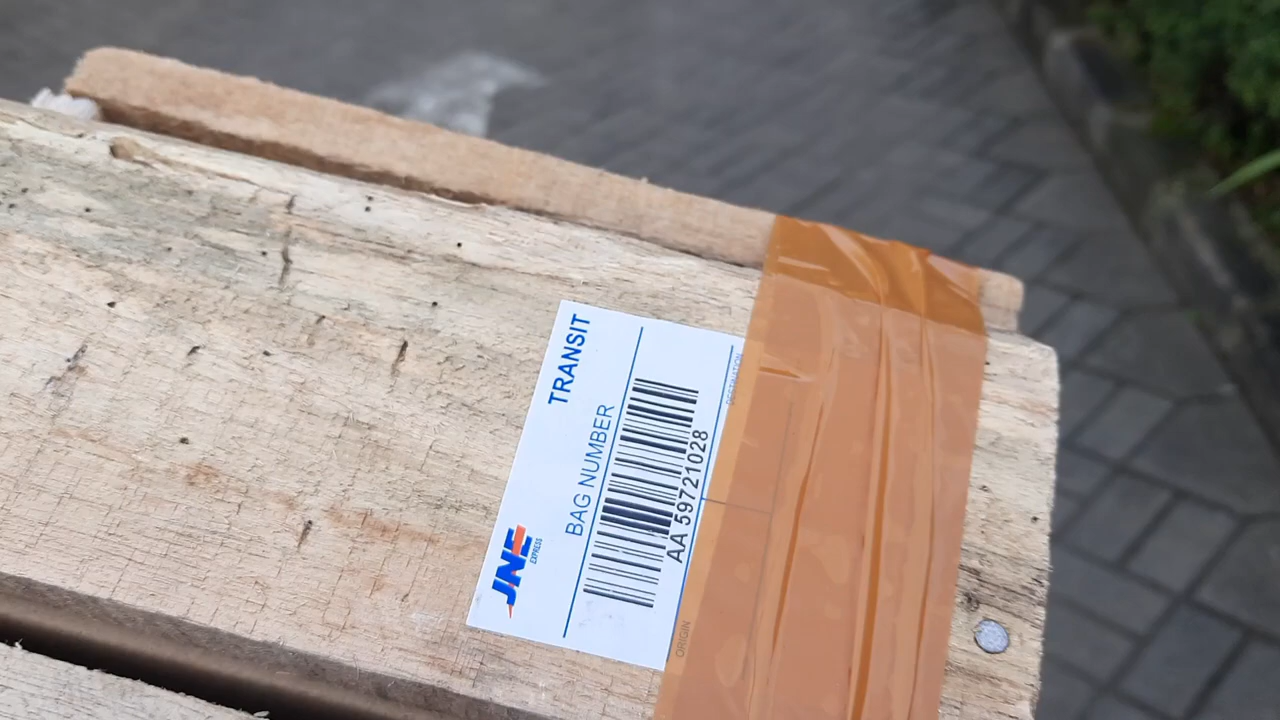 JNE
EXPRESS
TRANSIT
BAG NUMBER
AA 59721028
ORIGIN
DESTINATION